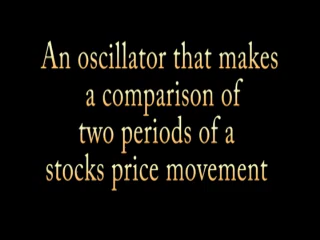 An oscillator that makes
a comparison of
two periods of a
stocks price movement